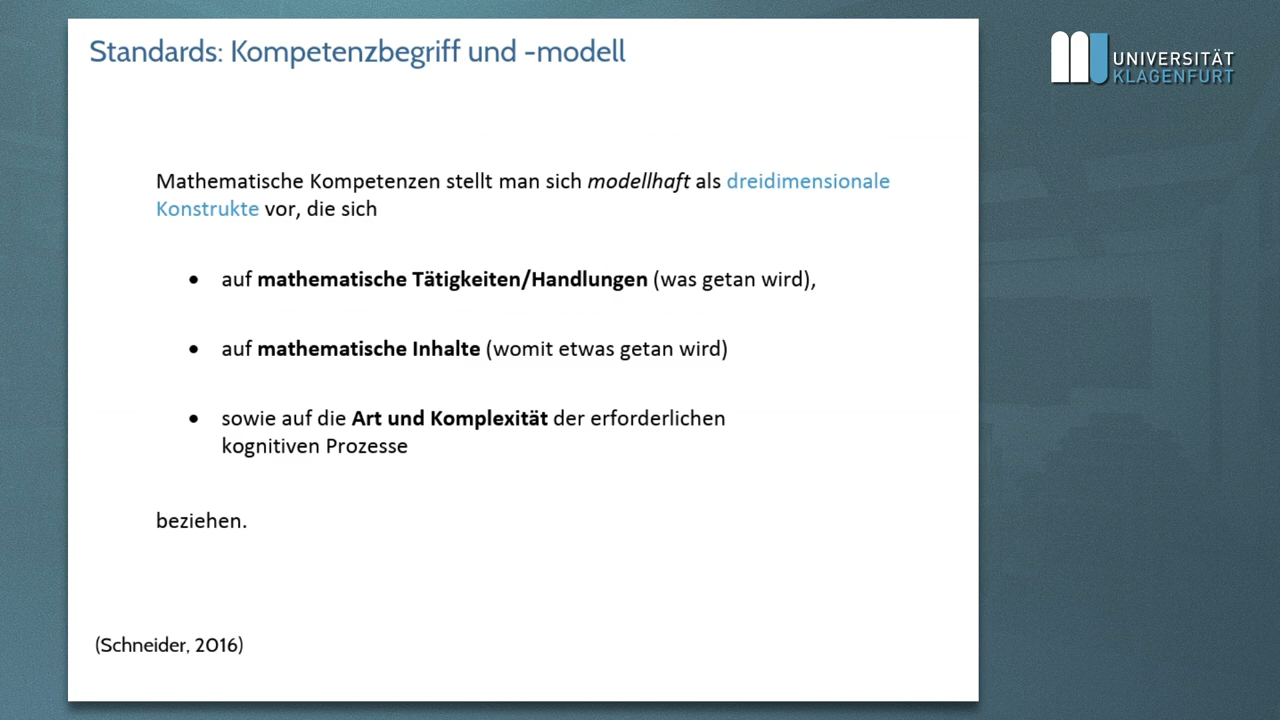 Standards: Kompetenzbegriff und -modell
UNIVERSITÄT
KLAGENFURT
Mathematische Kompetenzen stellt man sich modellhaft als dreidimensionale
Konstrukte vor, die sich
• auf mathematische Tätigkeiten/Handlungen (was getan wird),
• auf mathematische Inhalte (womit etwas getan wird)
• sowie auf die Art und Komplexität der erforderlichen
kognitiven Prozesse
beziehen.
(Schneider, 2016)